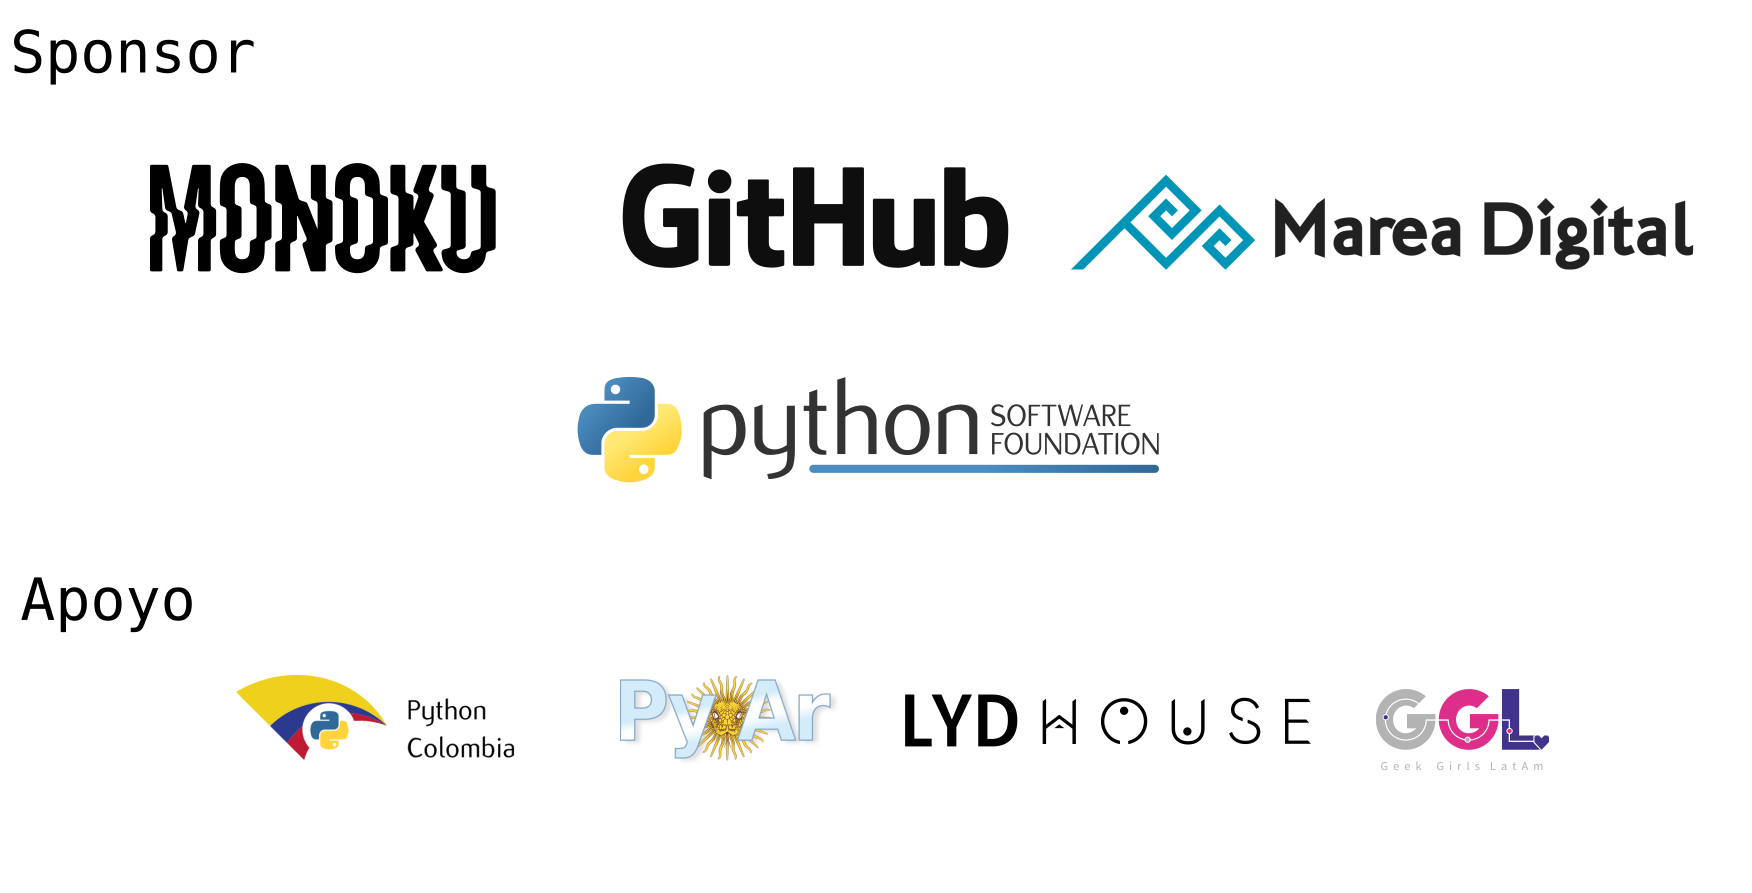 Sponsor
MONOKU
GitHub
Marea Digital
python
SOFTWARE
FOUNDATION
Apoyo
Python
Colombia
PyAr
LYD HOUSE
GGL
Geek Girls LatAm